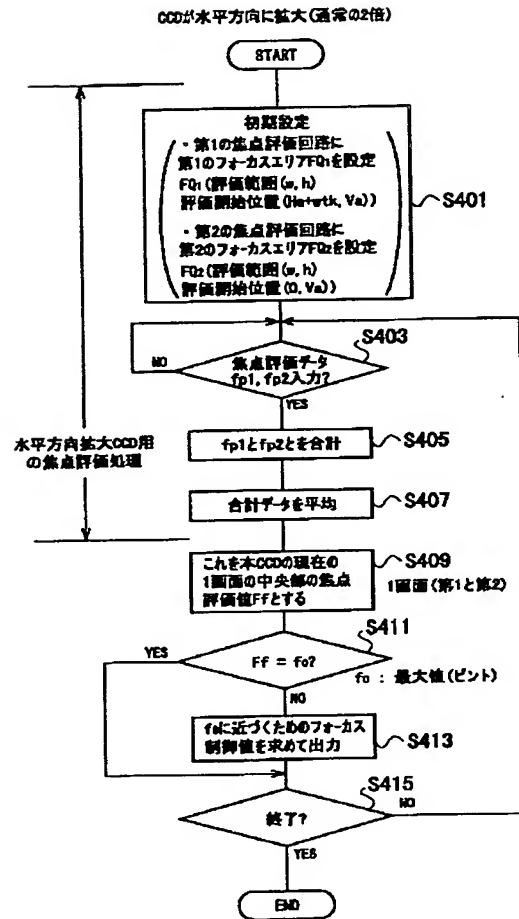 CCDが水平方向に拡大(通常の2倍)
START
初期設定
・第1の焦点評価回路に
第1のフォーカスエリアFQ1を設定
FQ1(評価範囲(w,h)
評価開始位置(Ha+wtk,Va))
・第2の焦点評価回路に
第2のフォーカスエリアFQ2を設定
FQ2(評価範囲(w,h)
評価開始位置(0,Va))
S401
S403
NO
焦点評価データ
fp1,fp2入力?
YES
水平方向拡大CCD用
の焦点評価処理
fp1とfp2とを合計
S405
合計データを平均
S407
これを本CCDの現在の
1画面の中央部の焦点
評価値Ffとする
S409
1画面(第1と第2)
S411
YES
Ff = fo?
fo : 最大値(ピント)
NO
foに近づくためのフォーカス
制御値を求めて出力
S413
S415
NO
終了?
YES
END